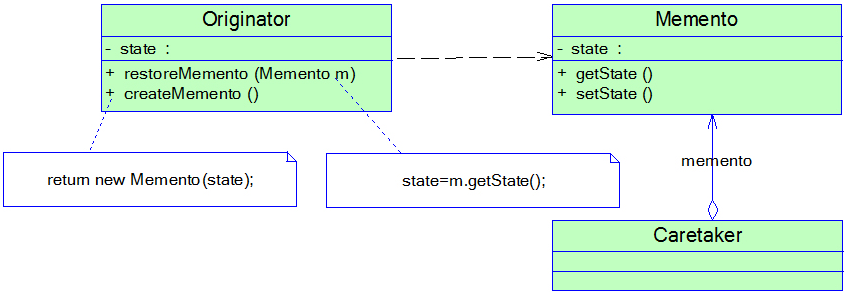 Originator
- state :
+ restoreMemento (Memento m)
+ createMemento ()
Memento
- state :
+ getState ()
+ setState ()
return new Memento(state);
state=m.getState();
memento
Caretaker